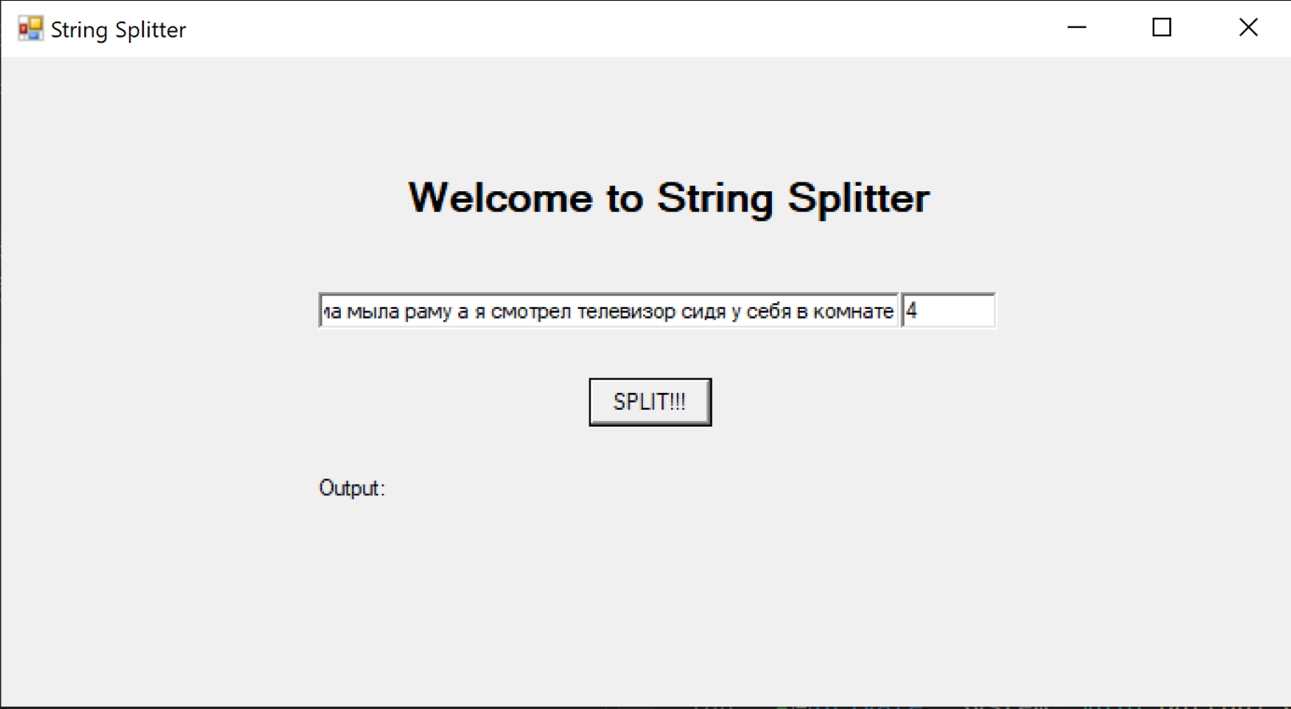 String Splitter
Welcome to String Splitter
ма мыла раму а я смотрел телевизор сидя у себя в комнате 4
SPLIT!!!
Output: